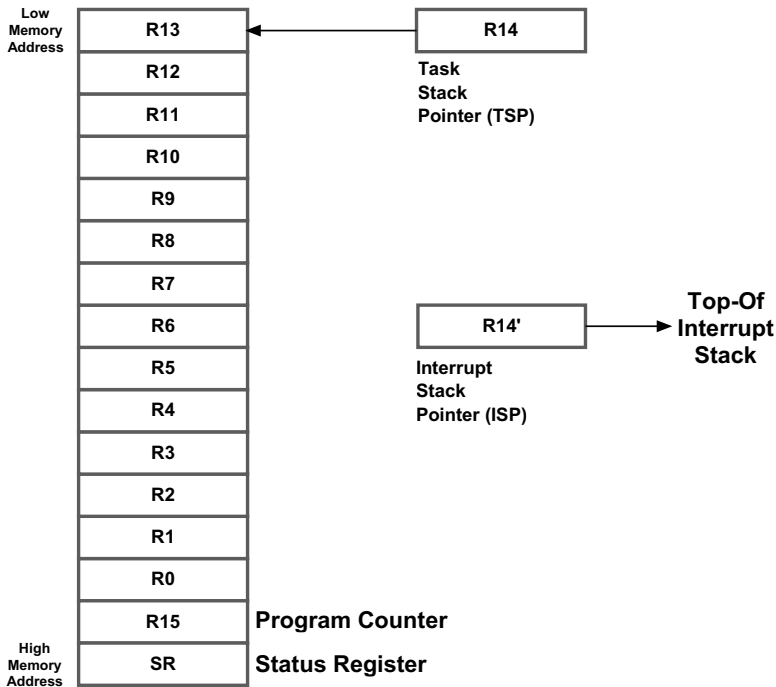 Low
Memory
Address
R13
R14
R12
Task
Stack
Pointer (TSP)
R11
R10
R9
R8
R7
R6
R14'
Top-Of
Interrupt
Stack
R5
Interrupt
Stack
Pointer (ISP)
R4
R3
R2
R1
R0
R15
Program Counter
High
Memory
Address
SR
Status Register